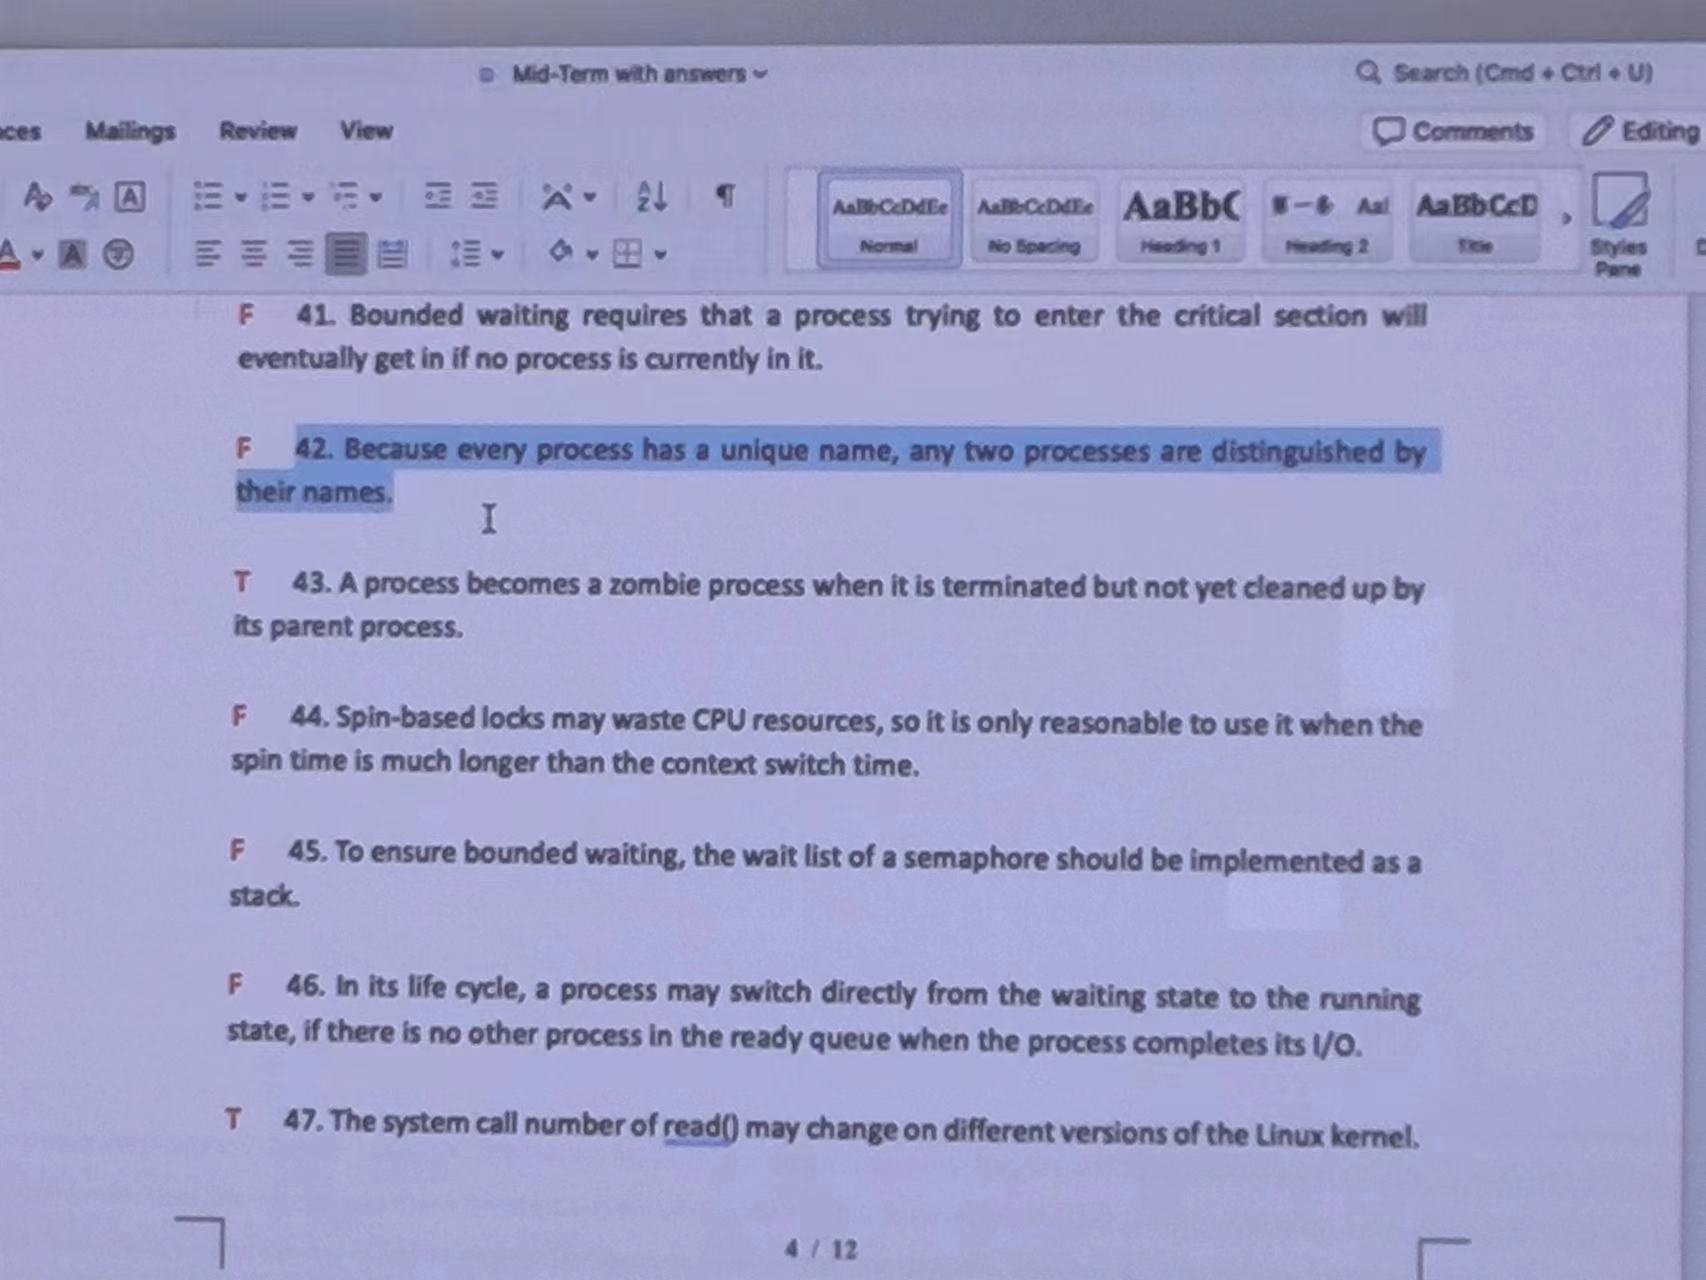 Mid-Term with answers
Search (Cmd + Ctrl + U)
Mailings Review View
Comments Editing
AaBbCcDdEe AaBbCcDdEe AaBbC AaBbCcD
Normal No Spacing Heading 1 Heading 2 Title Styles Pane
F 41. Bounded waiting requires that a process trying to enter the critical section will
eventually get in if no process is currently in it.
F 42. Because every process has a unique name, any two processes are distinguished by
their names.
T 43. A process becomes a zombie process when it is terminated but not yet cleaned up by
its parent process.
F 44. Spin-based locks may waste CPU resources, so it is only reasonable to use it when the
spin time is much longer than the context switch time.
F 45. To ensure bounded waiting, the wait list of a semaphore should be implemented as a
stack.
F 46. In its life cycle, a process may switch directly from the waiting state to the running
state, if there is no other process in the ready queue when the process completes its I/O.
T 47. The system call number of read() may change on different versions of the Linux kernel.
4 / 12